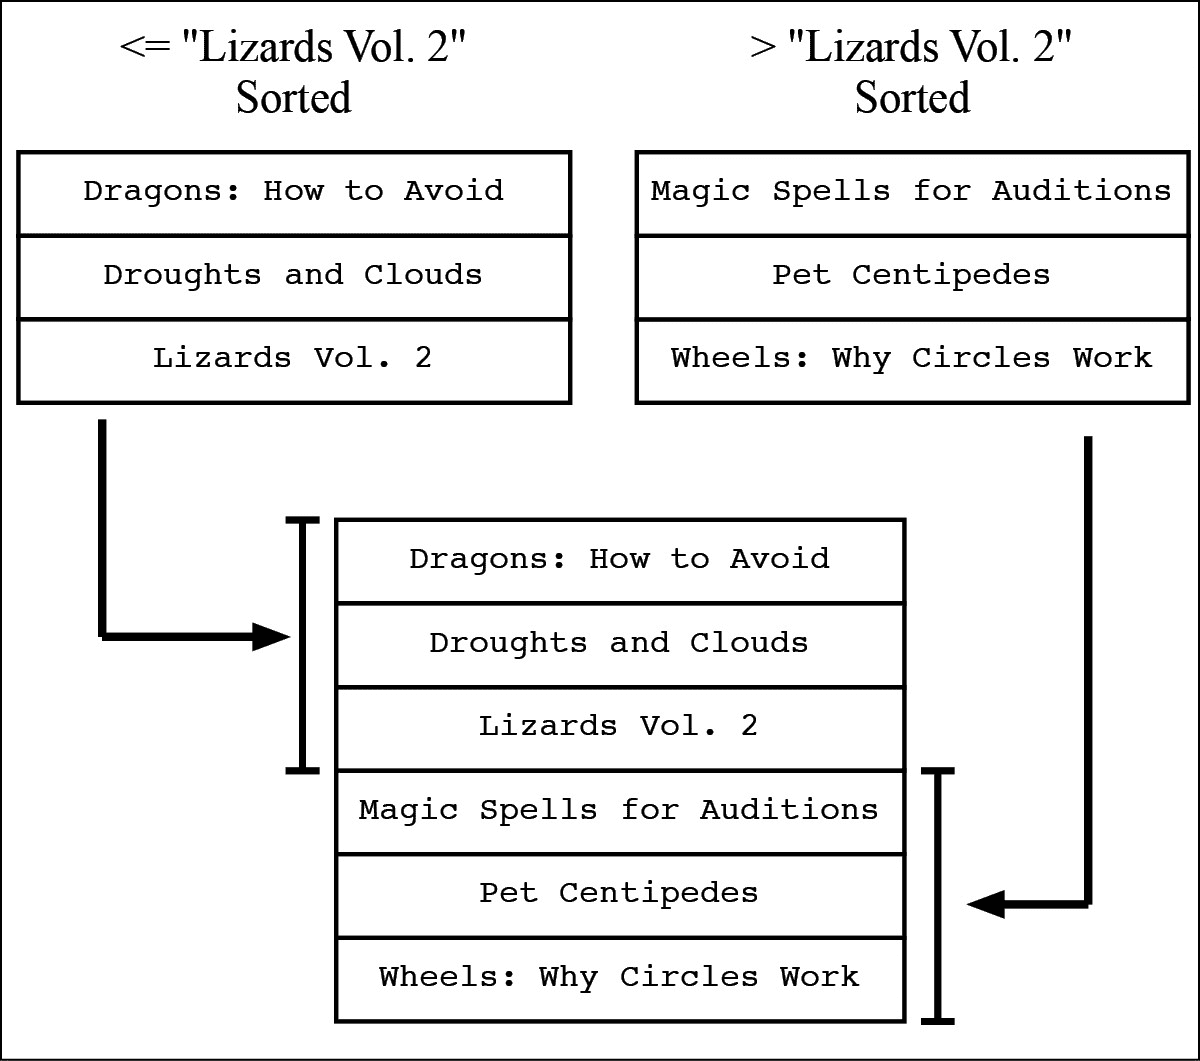 <= "Lizards Vol. 2"
Sorted
Dragons: How to Avoid
Droughts and Clouds
Lizards Vol. 2
> "Lizards Vol. 2"
Sorted
Magic Spells for Auditions
Pet Centipedes
Wheels: Why Circles Work
Dragons: How to Avoid
Droughts and Clouds
Lizards Vol. 2
Magic Spells for Auditions
Pet Centipedes
Wheels: Why Circles Work